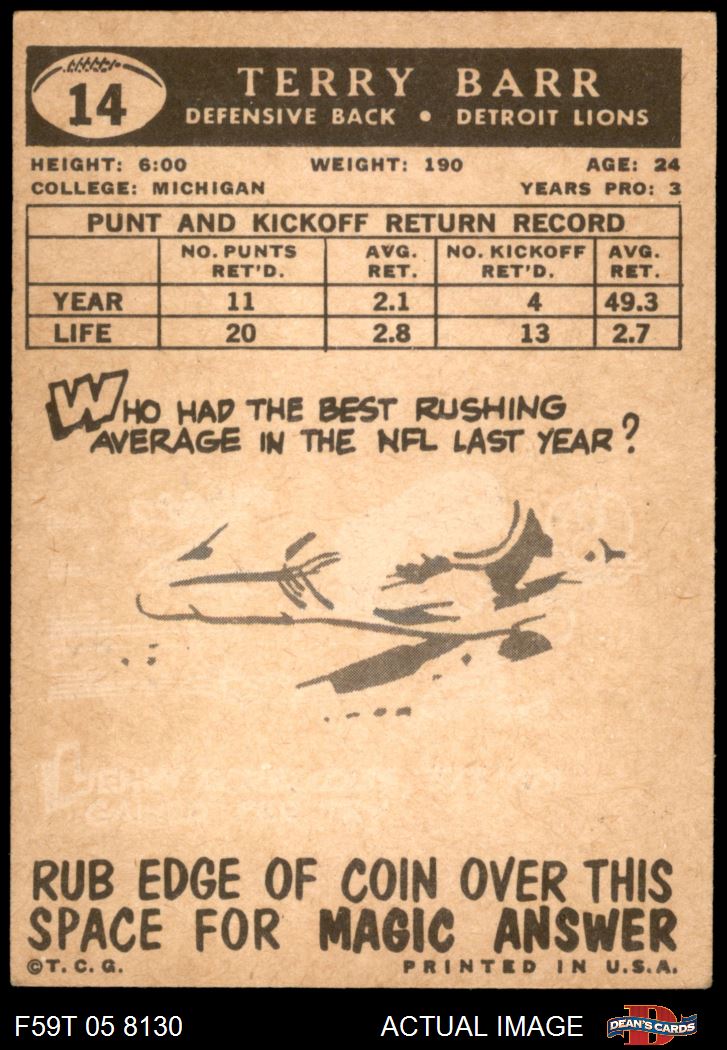 14
TERRY BARR
DEFENSIVE BACK • DETROIT LIONS
HEIGHT: 6:00 WEIGHT: 190 AGE: 24
COLLEGE: MICHIGAN YEARS PRO: 3
PUNT AND KICKOFF RETURN RECORD
NO. PUNTS RET'D. AVG. RET. NO. KICKOFF RET'D. AVG. RET.
YEAR 11 2.1 4 49.3
LIFE 20 2.8 13 2.7
WHO HAD THE BEST RUSHING
AVERAGE IN THE NFL LAST YEAR?
RUB EDGE OF COIN OVER THIS
SPACE FOR MAGIC ANSWER
©T. C. G. PRINTED IN U.S.A.
F59T 05 8130 ACTUAL IMAGE DEAN'S CARDS